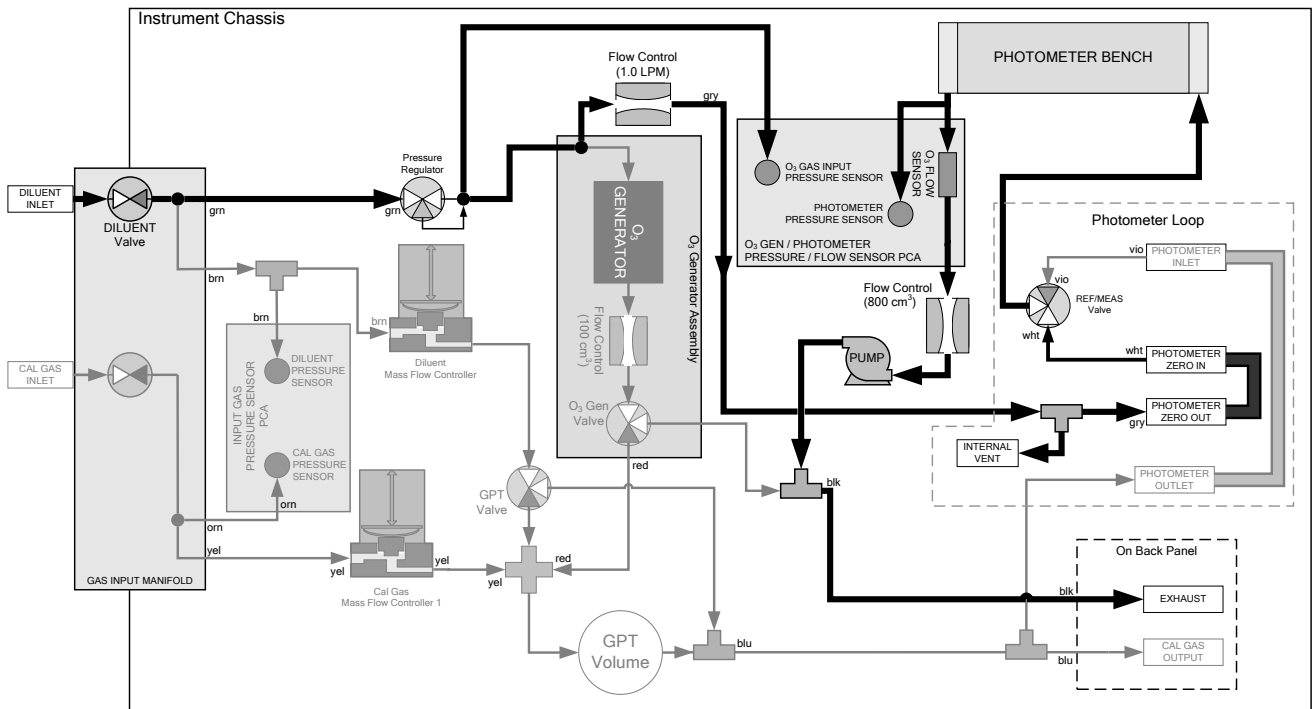 Instrument Chassis
Flow Control
(1.0 LPM)
gry
PHOTOMETER BENCH
Pressure
Regulator
O₃ FLOW
SENSOR
O₃ GAS INPUT
PRESSURE SENSOR
PHOTOMETER
PRESSURE SENSOR
O₃ GEN / PHOTOMETER
PRESSURE / FLOW SENSOR PCA
DILUENT
INLET
DILUENT
Valve
grn
grn
O₃
GENERATOR
O₃ Generator Assembly
Photometer Loop
vio
PHOTOMETER
INLET
vio
REF/MEAS
Valve
wht
wht
PHOTOMETER
ZERO IN
gry
PHOTOMETER
ZERO OUT
INTERNAL
VENT
PHOTOMETER
OUTLET
brn
brn
brn
Flow Control
(800 cm³)
Flow Control
(100 cm³)
PUMP
Diluent
Mass Flow Controller
CAL GAS
INLET
DILUENT
PRESSURE
SENSOR
INPUT GAS
PRESSURE SENSOR
PCA
CAL GAS
PRESSURE
SENSOR
O₃ Gen
Valve
red
GPT
Valve
blk
orn
orn
yel
yel
yel
yel
red
Cal Gas
Mass Flow Controller 1
GAS INPUT MANIFOLD
On Back Panel
blk
EXHAUST
GPT
Volume
blu
blu
CAL GAS
OUTPUT